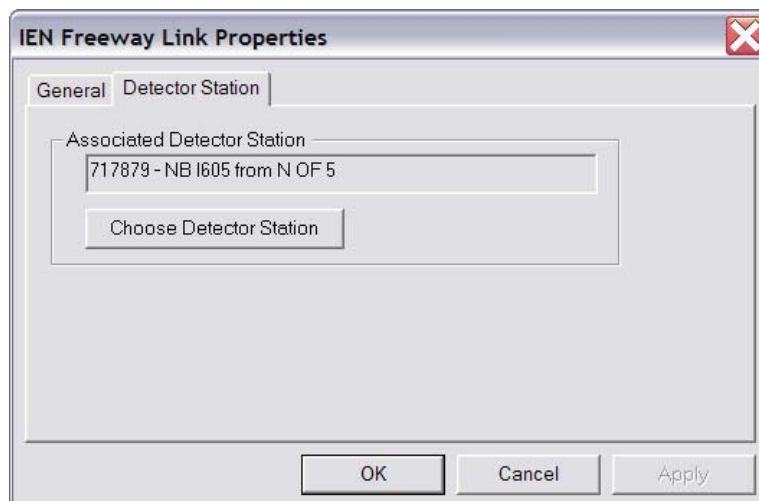 IEN Freeway Link Properties
General Detector Station
Associated Detector Station
717879 - NB I605 from N OF 5
Choose Detector Station
OK Cancel Apply